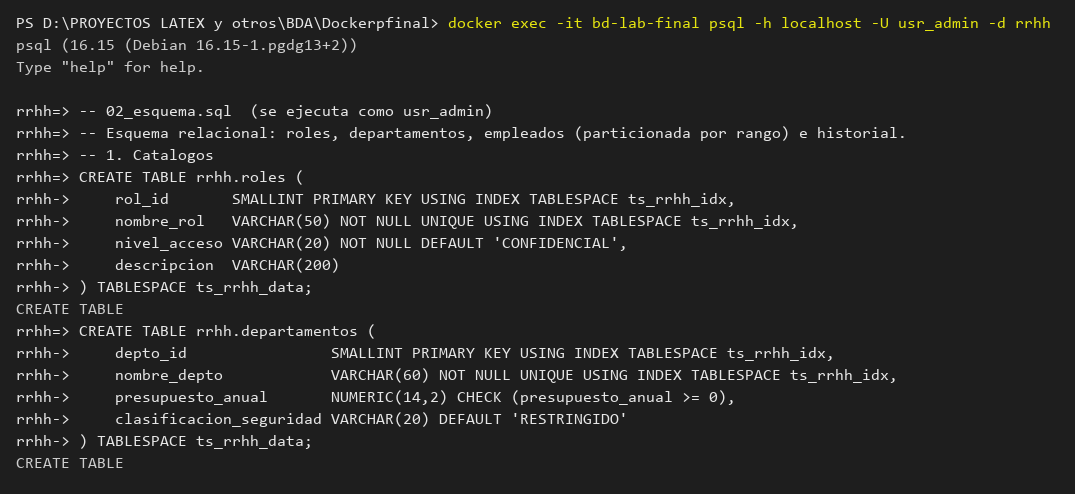 PS D:\PROYECTOS LATEX y otros\BDA\Dockerpfinal> docker exec -it bd-lab-final psql -h localhost -U usr_admin -d rrhh
psql (16.15 (Debian 16.15-1.pgdg13+2))
Type "help" for help.

rrhh=> -- 02_esquema.sql  (se ejecuta como usr_admin)
rrhh=> -- Esquema relacional: roles, departamentos, empleados (particionada por rango) e historial.
rrhh=> -- 1. Catalogos
rrhh=> CREATE TABLE rrhh.roles (
rrhh->     rol_id       SMALLINT PRIMARY KEY USING INDEX TABLESPACE ts_rrhh_idx,
rrhh->     nombre_rol   VARCHAR(50) NOT NULL UNIQUE USING INDEX TABLESPACE ts_rrhh_idx,
rrhh->     nivel_acceso VARCHAR(20) NOT NULL DEFAULT 'CONFIDENCIAL',
rrhh->     descripcion  VARCHAR(200)
rrhh-> ) TABLESPACE ts_rrhh_data;
CREATE TABLE
rrhh=> CREATE TABLE rrhh.departamentos (
rrhh->     depto_id                SMALLINT PRIMARY KEY USING INDEX TABLESPACE ts_rrhh_idx,
rrhh->     nombre_depto            VARCHAR(60) NOT NULL UNIQUE USING INDEX TABLESPACE ts_rrhh_idx,
rrhh->     presupuesto_anual       NUMERIC(14,2) CHECK (presupuesto_anual >= 0),
rrhh->     clasificacion_seguridad VARCHAR(20) DEFAULT 'RESTRINGIDO'
rrhh-> ) TABLESPACE ts_rrhh_data;
CREATE TABLE